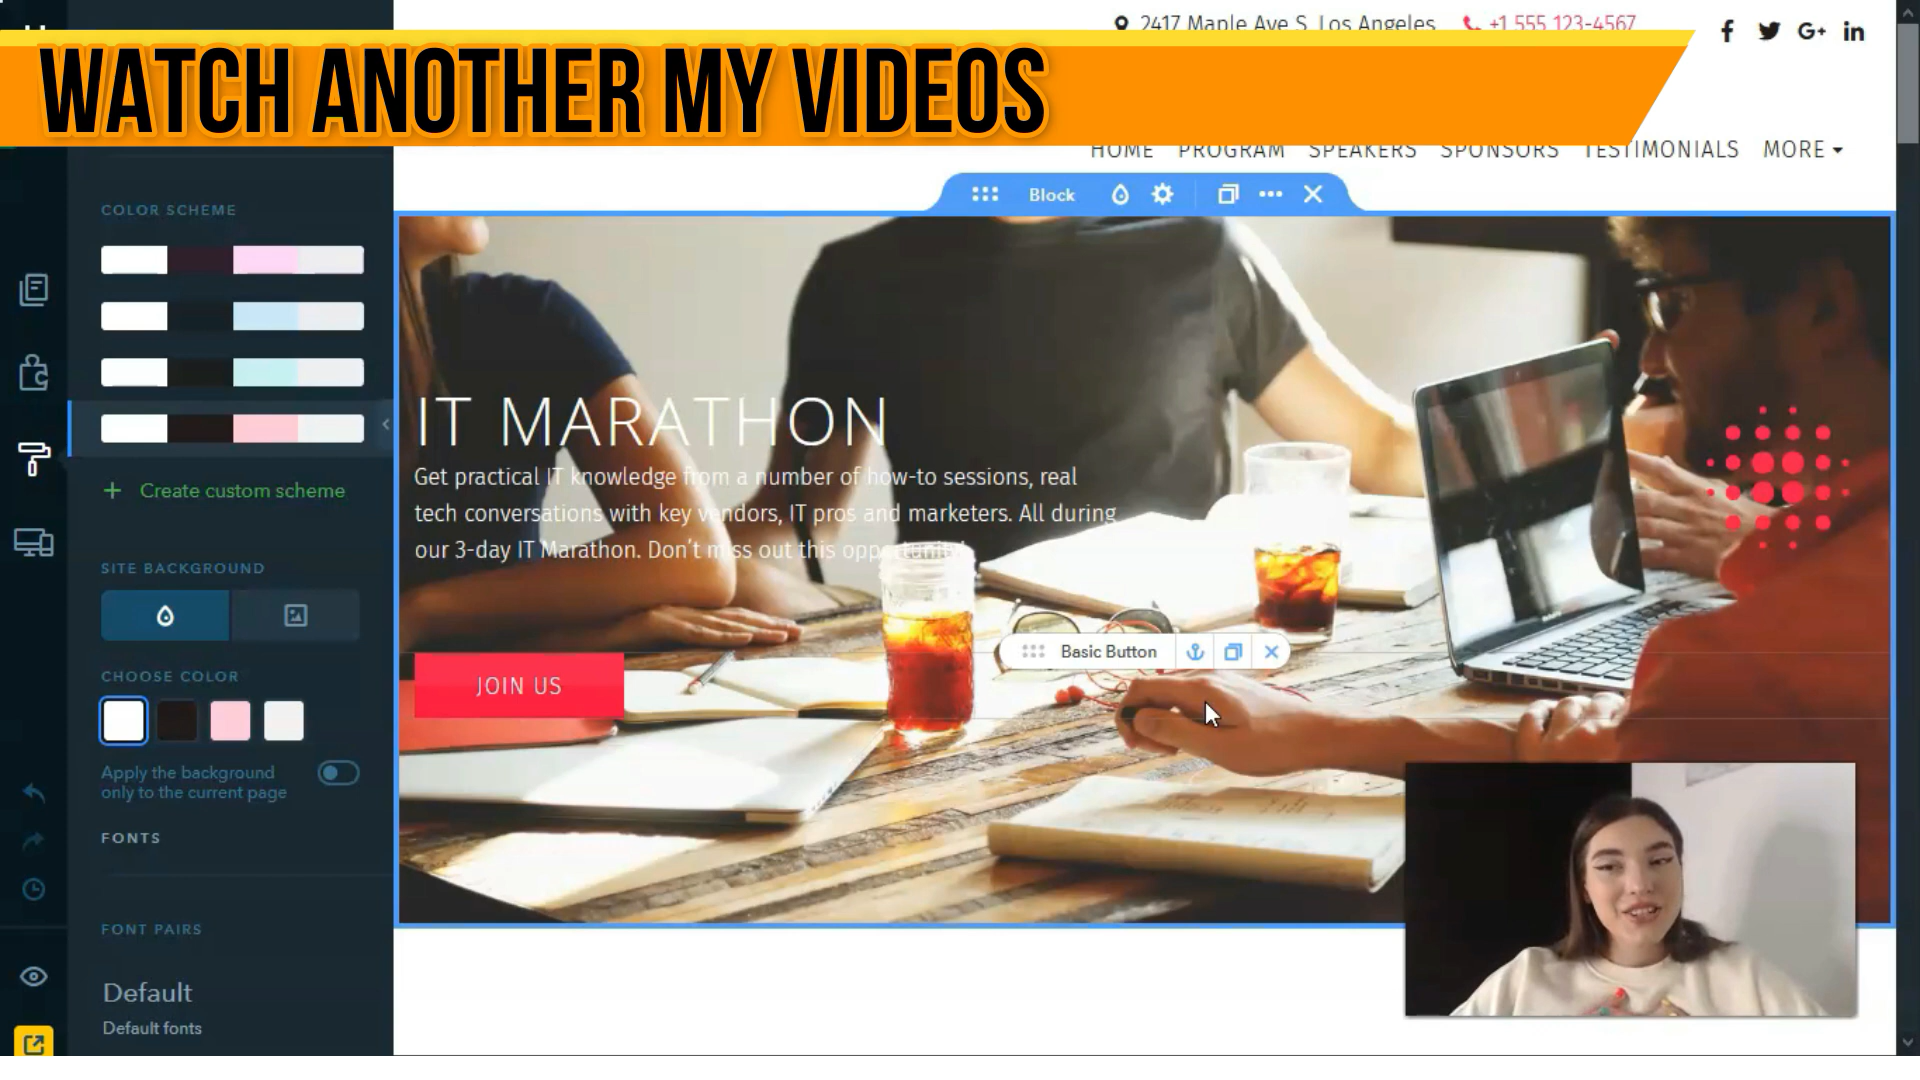 2417 Maple Ave S, Los Angeles +1 555 123-4567
WATCH ANOTHER MY VIDEOS
HOME PROGRAM SPEAKERS SPONSORS TESTIMONIALS MORE
Block
COLOR SCHEME
+ Create custom scheme
SITE BACKGROUND
CHOOSE COLOR
Apply the background
only to the current page
FONTS
FONT PAIRS
Default
Default fonts
IT MARATHON
Get practical IT knowledge from a number of how-to sessions, real
tech conversations with key vendors, IT pros and marketers. All during
our 3-day IT Marathon. Don't miss out this opportunity!
Basic Button
JOIN US